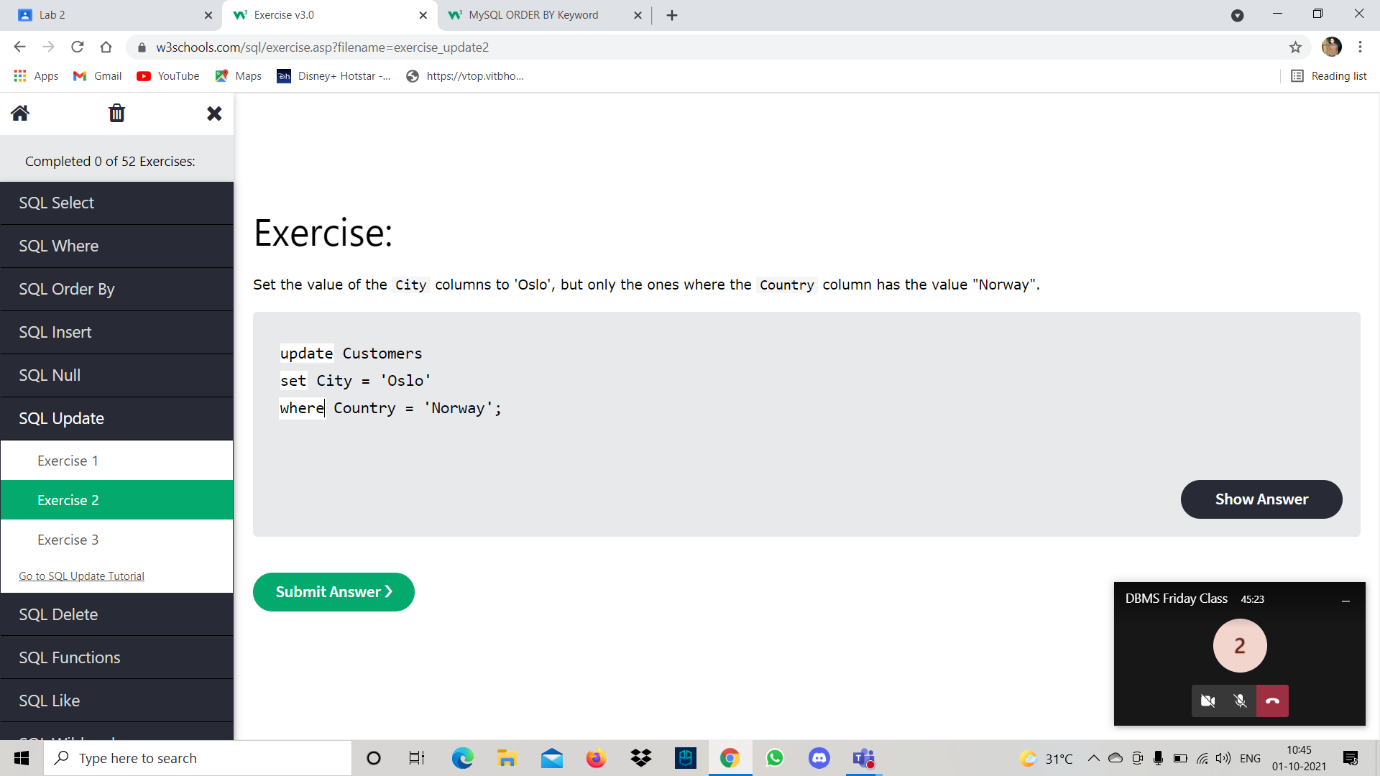 Lab 2
Exercise v3.0
MySQL ORDER BY Keyword
w3schools.com/sql/exercise.asp?filename=exercise_update2
Apps
Gmail
YouTube
Maps
Disney+ Hotstar -...
https://vtop.vitbho...
Reading list
Completed 0 of 52 Exercises:
SQL Select
SQL Where
SQL Order By
SQL Insert
SQL Null
SQL Update
Exercise 1
Exercise 2
Exercise 3
Go to SQL Update Tutorial
SQL Delete
SQL Functions
SQL Like
Exercise:
Set the value of the City columns to 'Oslo', but only the ones where the Country column has the value "Norway".
update Customers
set City = 'Oslo'
where Country = 'Norway';
Show Answer
Submit Answer ❯
DBMS Friday Class 45:23
2
Type here to search
31°C
ENG
10:45
01-10-2021